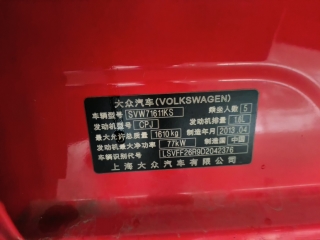 大众汽车(VOLKSWAGEN)
车辆型号 SVW71611KS 乘坐人数 5
发动机型号 CPJ 发动机排量 1.6L
最大允许总质量 1610kg 制造年月 2013.04
发动机最大净功率 77kW 制造国 中国
车辆识别代号 LSVFF26R9D2042376
上海大众汽车有限公司